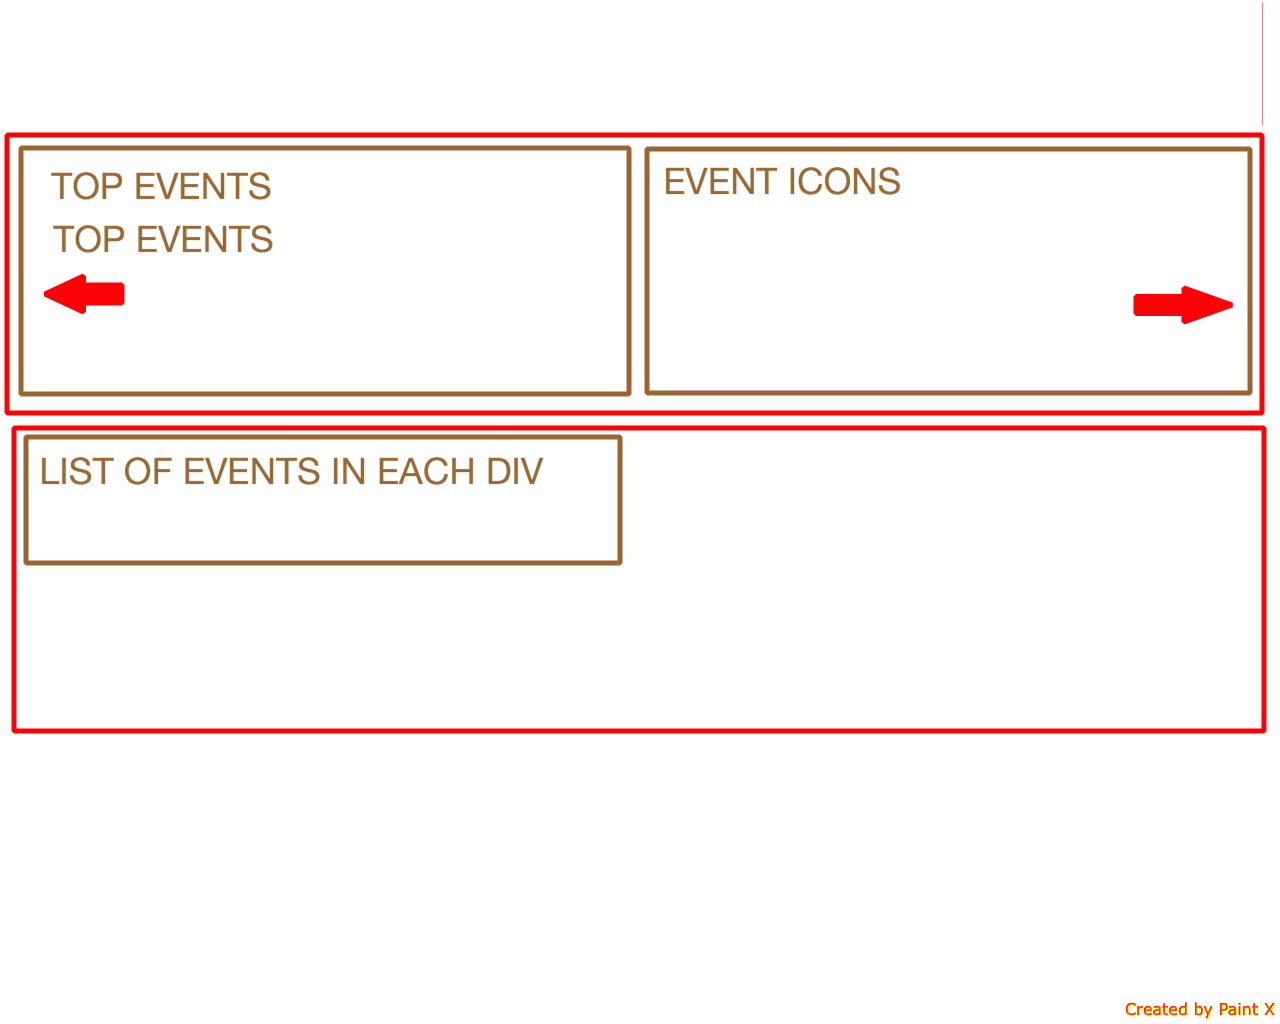 TOP EVENTS
TOP EVENTS
EVENT ICONS
LIST OF EVENTS IN EACH DIV
Created by Paint X